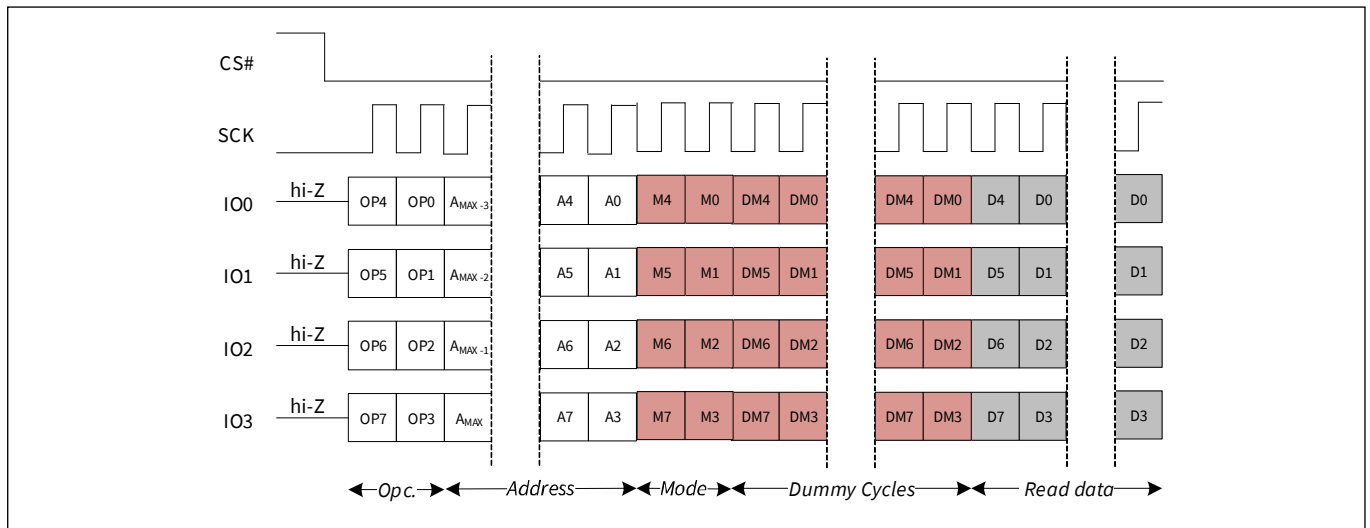 CS#
SCK
hi-Z
IO0 OP4 OP0 AMAX -3 A4 A0 M4 M0 DM4 DM0 DM4 DM0 D4 D0 D0
hi-Z
IO1 OP5 OP1 AMAX -2 A5 A1 M5 M1 DM5 DM1 DM5 DM1 D5 D1 D1
hi-Z
IO2 OP6 OP2 AMAX -1 A6 A2 M6 M2 DM6 DM2 DM6 DM2 D6 D2 D2
hi-Z
IO3 OP7 OP3 AMAX A7 A3 M7 M3 DM7 DM3 DM7 DM3 D7 D3 D3
Opc. Address Mode Dummy Cycles Read data